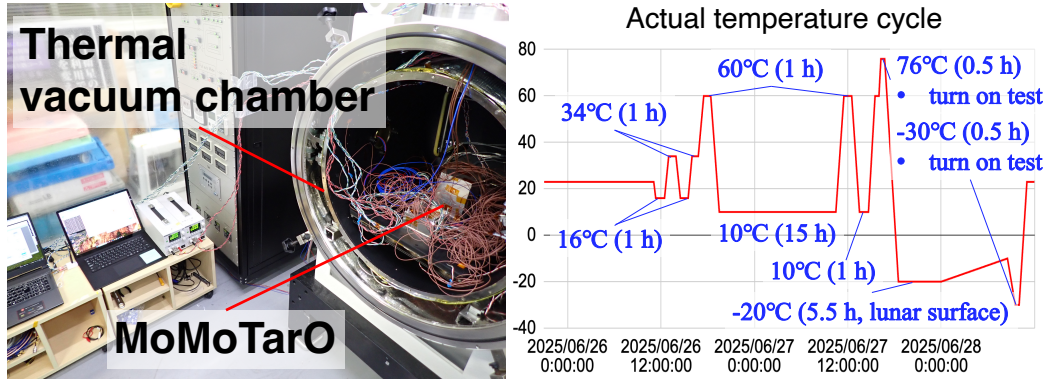 Thermal
vacuum chamber
MoMoTarO
Actual temperature cycle
80
60
40
20
0
-20
-40
34℃ (1 h)
16℃ (1 h)
60℃ (1 h)
10℃ (15 h)
10℃ (1 h)
-20℃ (5.5 h, lunar surface)
76℃ (0.5 h)
• turn on test
-30℃ (0.5 h)
• turn on test
2025/06/26
0:00:00
2025/06/26
12:00:00
2025/06/27
0:00:00
2025/06/27
12:00:00
2025/06/28
0:00:00